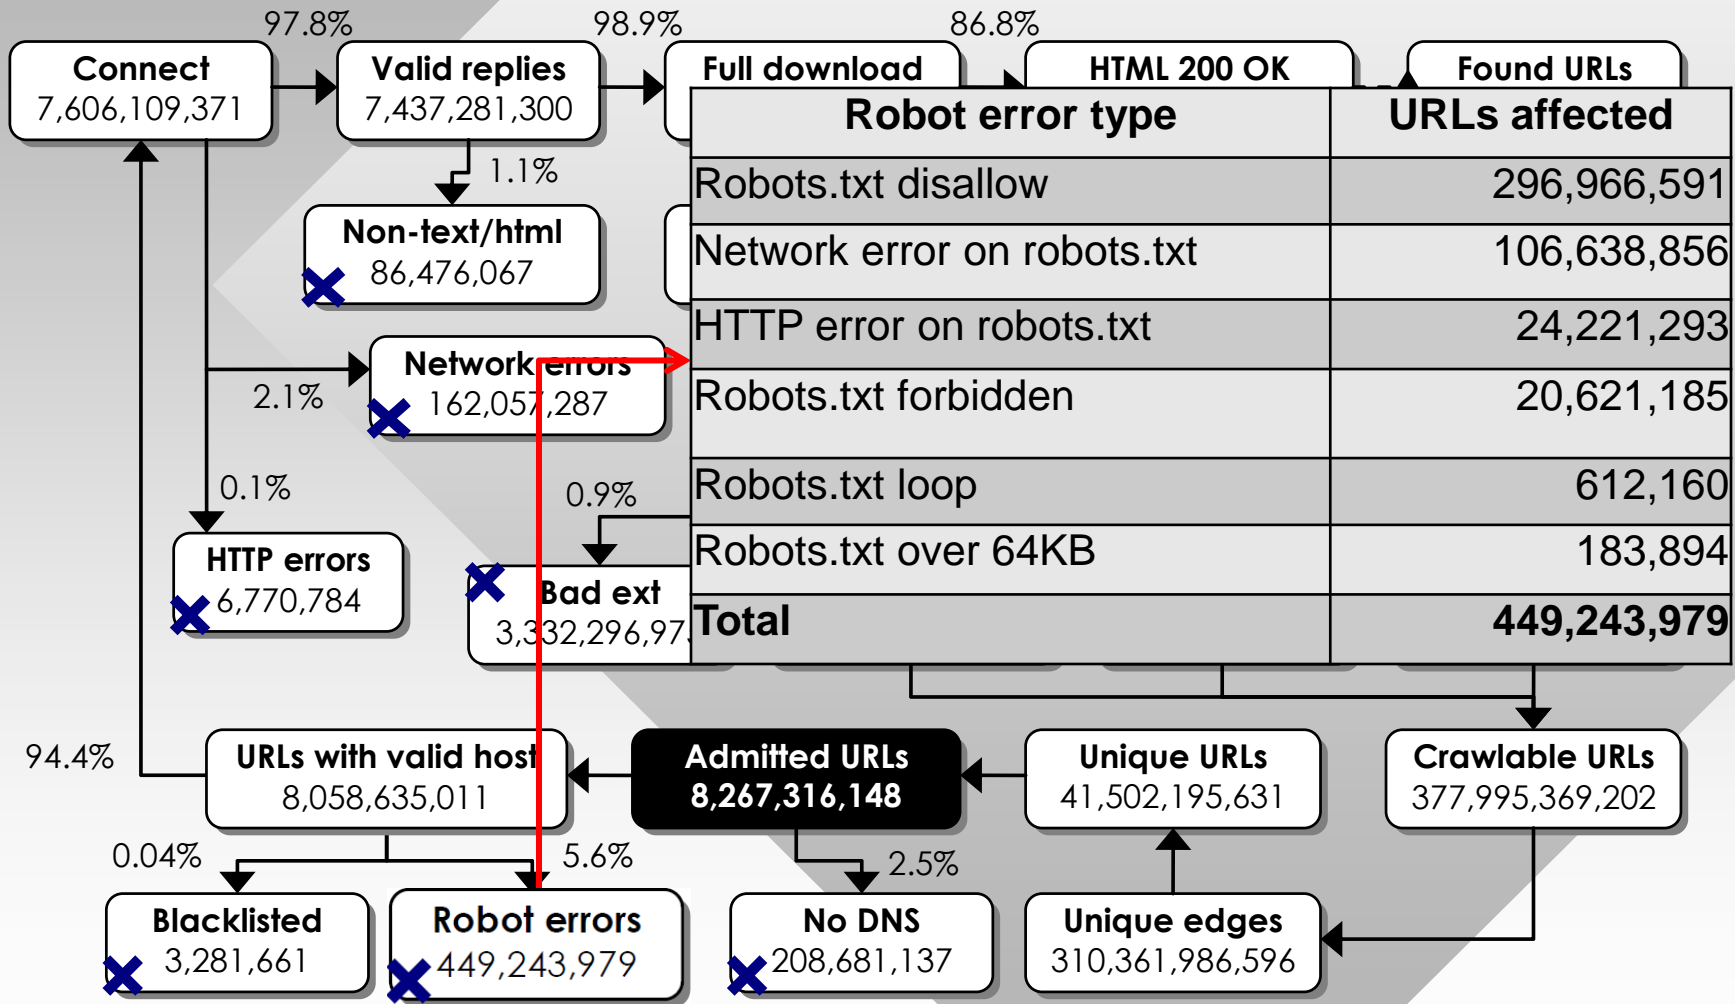 97.8%
98.9%
86.8%
Connect
7,606,109,371
Valid replies
7,437,281,300
Full download
HTML 200 OK
Found URLs
Robot error type URLs affected
Robots.txt disallow 296,966,591
Network error on robots.txt 106,638,856
HTTP error on robots.txt 24,221,293
Robots.txt forbidden 20,621,185
Robots.txt loop 612,160
Robots.txt over 64KB 183,894
Total 449,243,979
1.1%
Non-text/html
86,476,067
Network errors
162,057,287
2.1%
0.1%
0.9%
HTTP errors
6,770,784
Bad ext
94.4%
URLs with valid host
8,058,635,011
Admitted URLs
8,267,316,148
Unique URLs
41,502,195,631
Crawlable URLs
377,995,369,202
0.04%
5.6%
2.5%
Blacklisted
3,281,661
Robot errors
449,243,979
No DNS
208,681,137
Unique edges
310,361,986,596